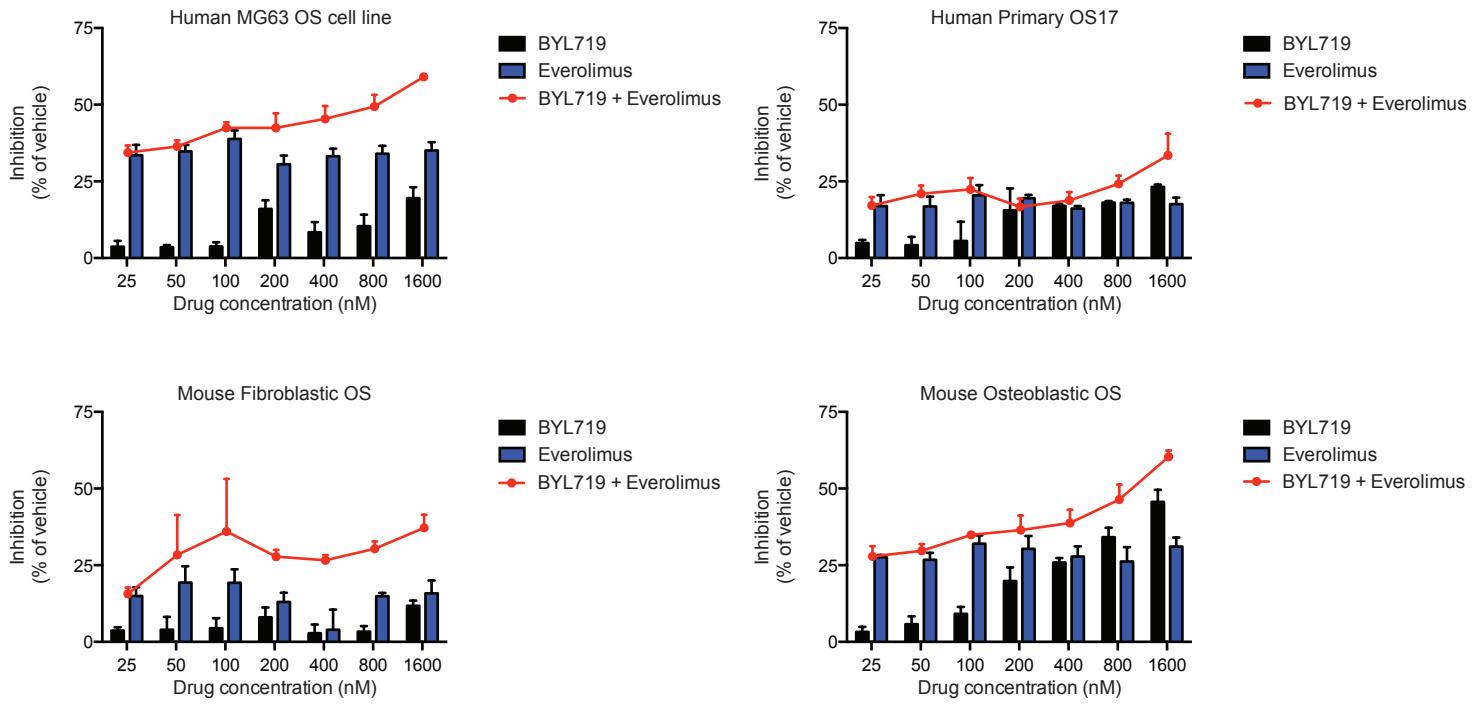 Human MG63 OS cell line
75
50
25
0
Inhibition
(% of vehicle)
25 50 100 200 400 800 1600
Drug concentration (nM)
BYL719
Everolimus
BYL719 + Everolimus
Human Primary OS17
75
50
25
0
Inhibition
(% of vehicle)
25 50 100 200 400 800 1600
Drug concentration (nM)
BYL719
Everolimus
BYL719 + Everolimus
Mouse Fibroblastic OS
75
50
25
0
Inhibition
(% of vehicle)
25 50 100 200 400 800 1600
Drug concentration (nM)
BYL719
Everolimus
BYL719 + Everolimus
Mouse Osteoblastic OS
75
50
25
0
Inhibition
(% of vehicle)
25 50 100 200 400 800 1600
Drug concentration (nM)
BYL719
Everolimus
BYL719 + Everolimus